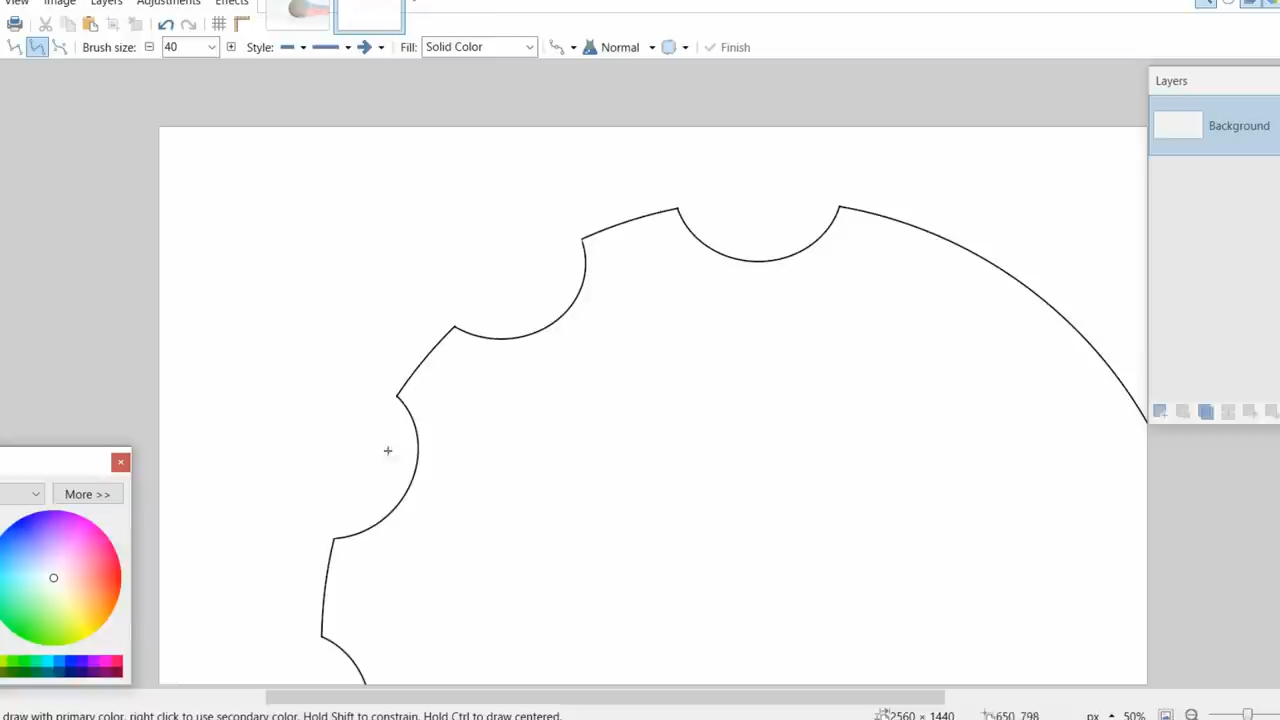 View Image Layers Adjustments Effects
Brush size: 40 Style: Fill: Solid Color Normal Finish
Layers
Background
More >>
draw with primary color, right click to use secondary color. Hold Shift to constrain. Hold Ctrl to draw centered. 2560 × 1440 650, 798 px 50%